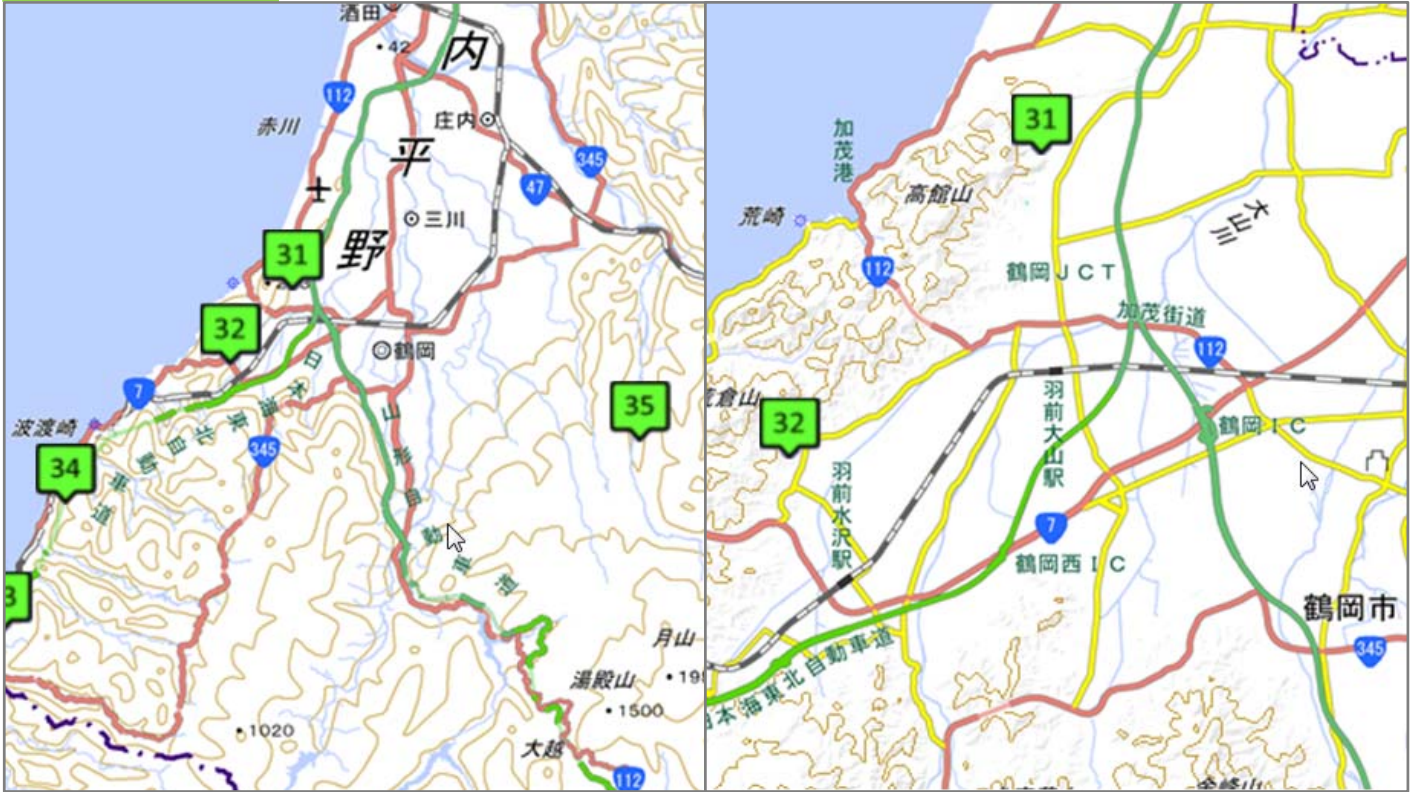 酒田
・42
内
112
赤川
庄内
平
345
47
三川
野
31
32
鶴岡
7
日本海東北自動車道
山形自動車道
波渡崎
345
35
34
3
月山
湯殿山
・195
・1500
・1020
大越
112
31
加茂港
高館山
荒崎
大山川
112
鶴岡JCT
加茂街道
112
倉山
32
羽前大山駅
鶴岡IC
羽前水沢駅
7
鶴岡西IC
鶴岡市
345
日本海東北自動車道